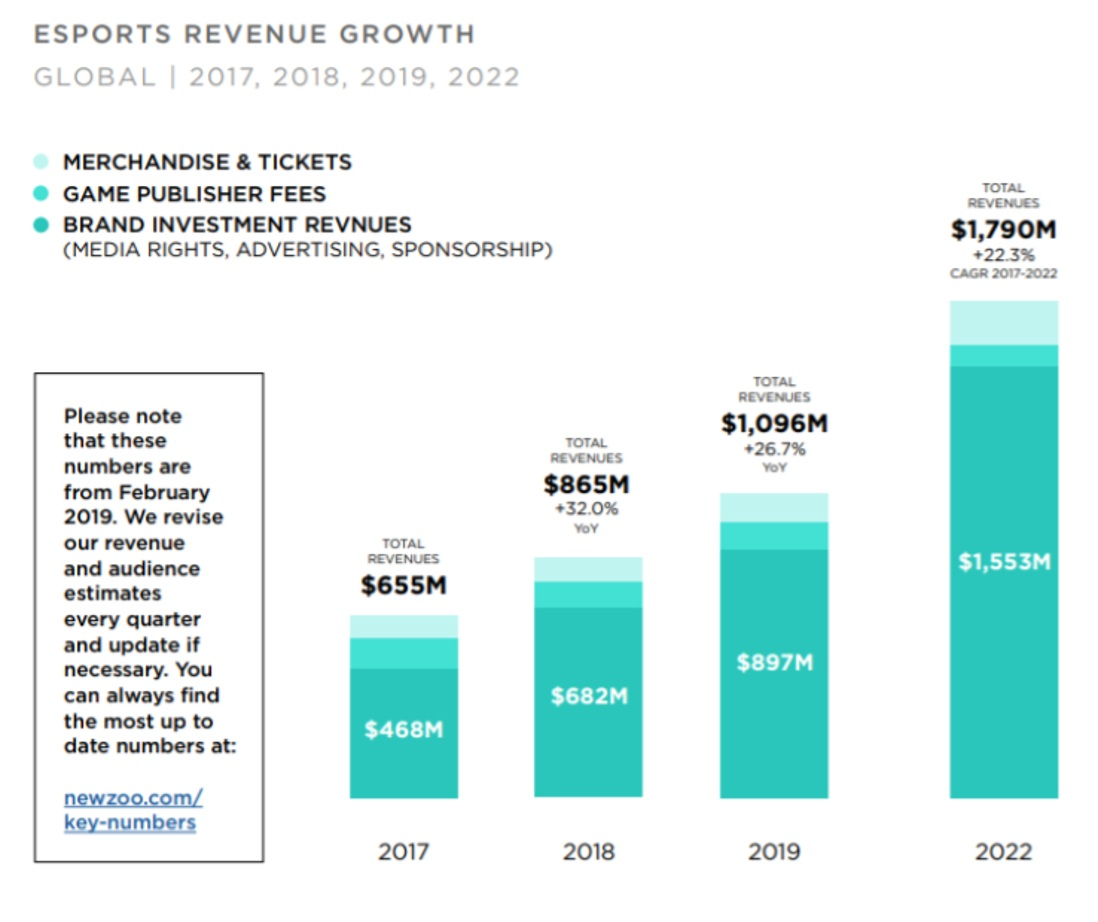 ESPORTS REVENUE GROWTH
GLOBAL | 2017, 2018, 2019, 2022
MERCHANDISE & TICKETS
GAME PUBLISHER FEES
BRAND INVESTMENT REVNUES
(MEDIA RIGHTS, ADVERTISING, SPONSORSHIP)
Please note
that these
numbers are
from February
2019. We revise
our revenue
and audience
estimates
every quarter
and update if
necessary. You
can always find
the most up to
date numbers at:
newzoo.com/
key-numbers
TOTAL
REVENUES
$655M
$468M
2017
TOTAL
REVENUES
$865M
+32.0%
YoY
$682M
2018
TOTAL
REVENUES
$1,096M
+26.7%
YoY
$897M
2019
TOTAL
REVENUES
$1,790M
+22.3%
CAGR 2017-2022
$1,553M
2022